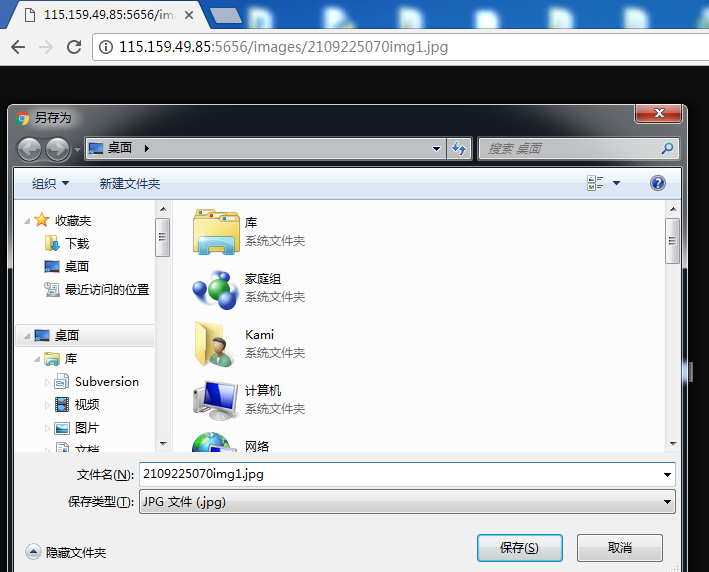 115.159.49.85:5656/im
115.159.49.85:5656/images/2109225070img1.jpg
另存为
桌面
搜索 桌面
组织
新建文件夹
收藏夹
下载
桌面
最近访问的位置
桌面
库
Subversion
视频
图片
文档
库
系统文件夹
家庭组
系统文件夹
Kami
系统文件夹
计算机
系统文件夹
网络
文件名(N):
2109225070img1.jpg
保存类型(T):
JPG 文件 (.jpg)
隐藏文件夹
保存(S)
取消